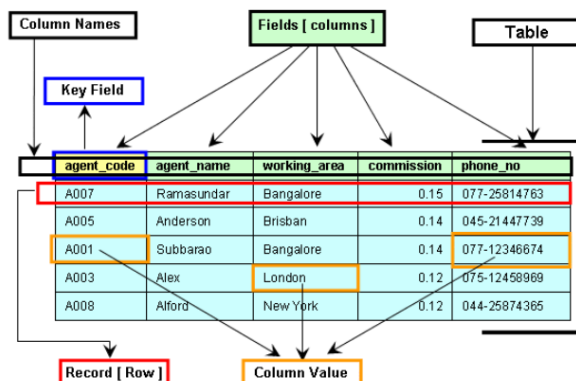 Column Names
Fields [ columns ]
Table
Key Field
agent_code agent_name working_area commission phone_no
A007 Ramasundar Bangalore 0.15 077-25814763
A005 Anderson Brisban 0.14 045-21447739
A001 Subbarao Bangalore 0.14 077-12346674
A003 Alex London 0.12 075-12458969
A008 Alford New York 0.12 044-25874365
Record [ Row ]
Column Value